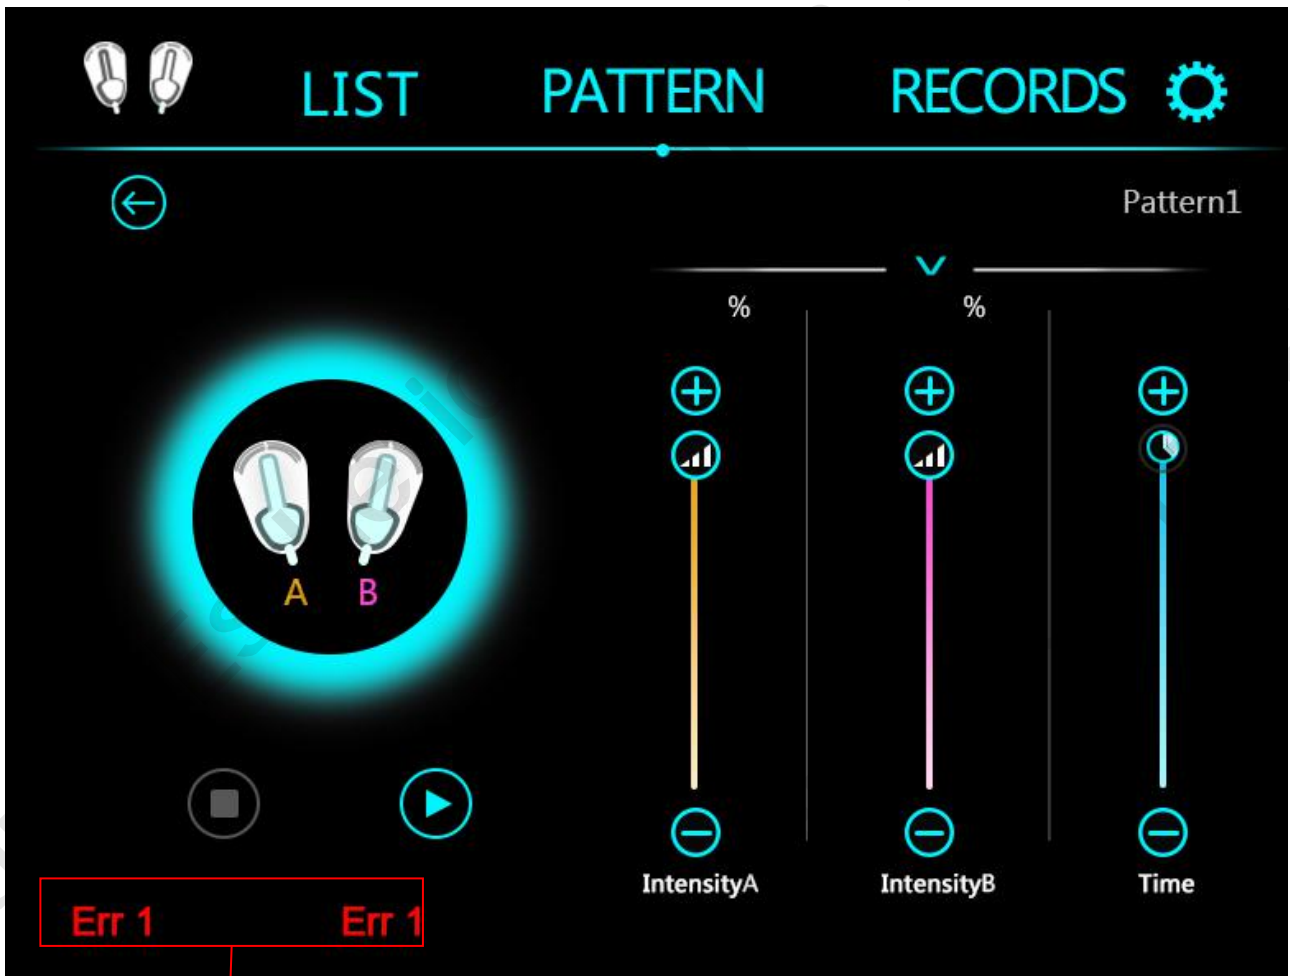 LIST PATTERN RECORDS
Pattern1
% %
A B
IntensityA IntensityB Time
Err 1 Err 1